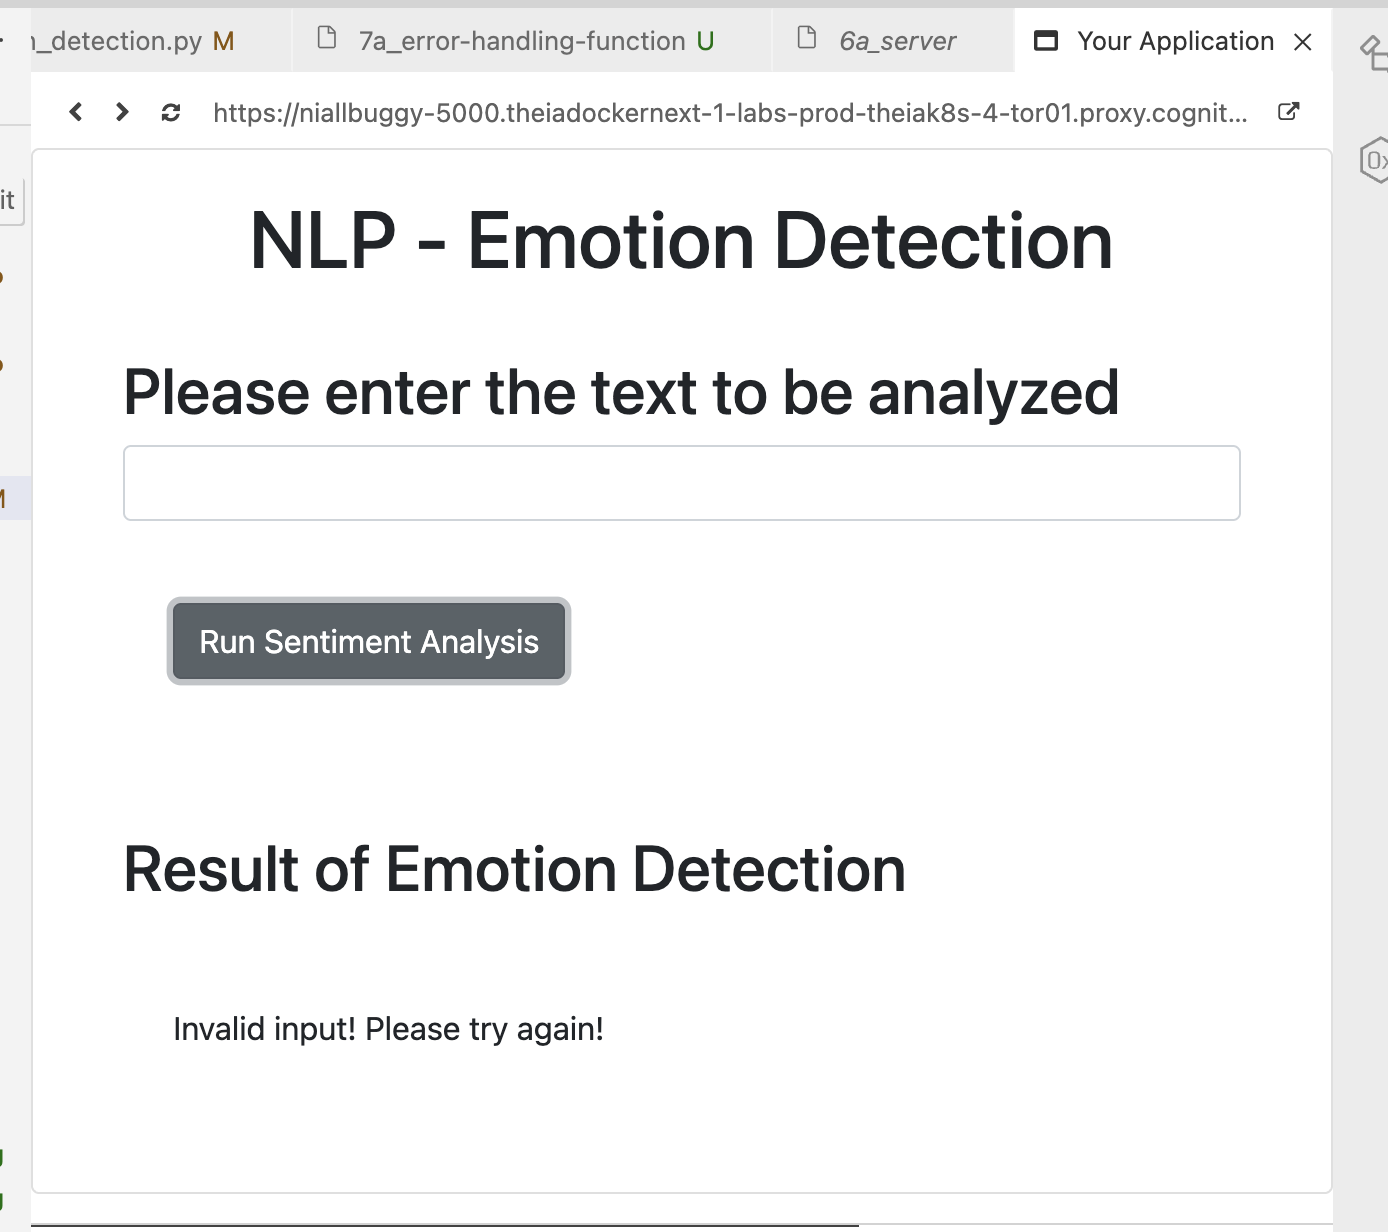 _detection.py M 7a_error-handling-function U 6a_server Your Application
https://niallbuggy-5000.theiadockernext-1-labs-prod-theiak8s-4-tor01.proxy.cognit...
it
NLP - Emotion Detection
Please enter the text to be analyzed
Run Sentiment Analysis
Result of Emotion Detection
Invalid input! Please try again!